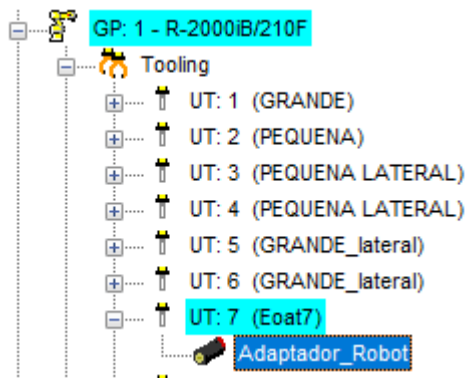 GP: 1 - R-2000iB/210F
Tooling
UT: 1 (GRANDE)
UT: 2 (PEQUENA)
UT: 3 (PEQUENA LATERAL)
UT: 4 (PEQUENA LATERAL)
UT: 5 (GRANDE_lateral)
UT: 6 (GRANDE_lateral)
UT: 7 (Eoat7)
Adaptador_Robot